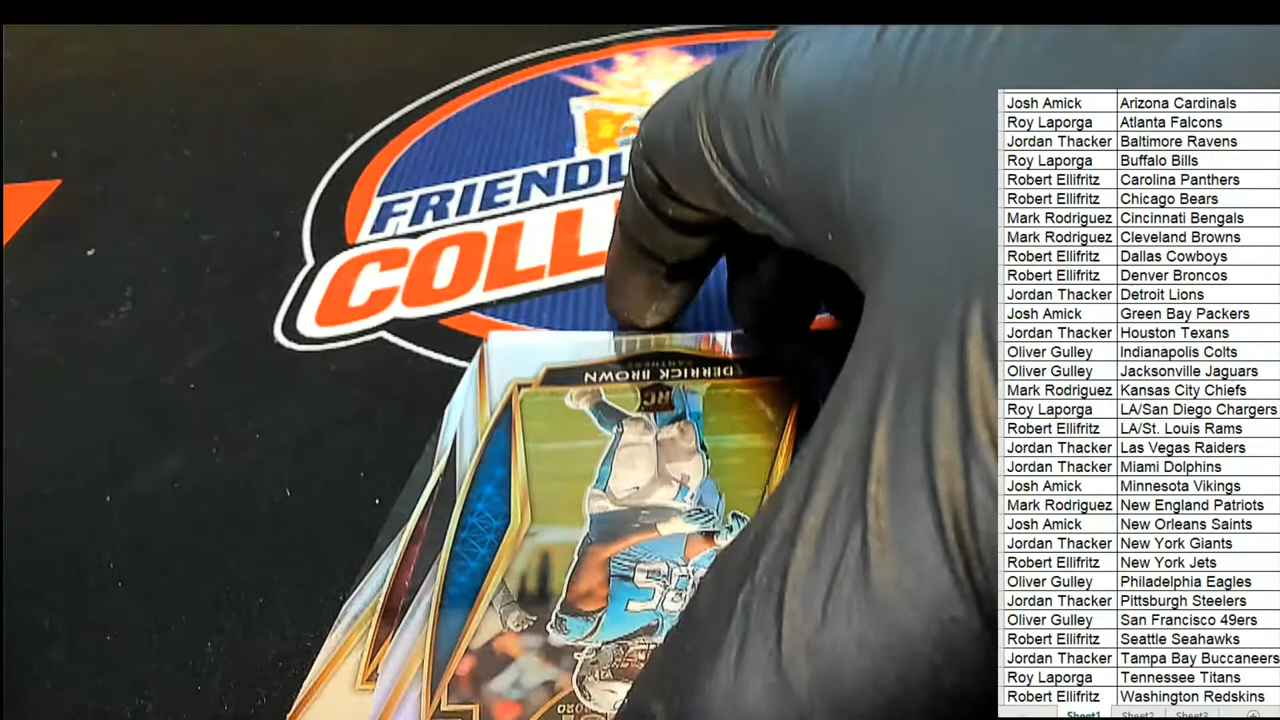 FRIENDL
COLL
DERRICK BROWN
PANTHERS
RC
Josh Amick Arizona Cardinals
Roy Laporga Atlanta Falcons
Jordan Thacker Baltimore Ravens
Roy Laporga Buffalo Bills
Robert Ellifritz Carolina Panthers
Robert Ellifritz Chicago Bears
Mark Rodriguez Cincinnati Bengals
Mark Rodriguez Cleveland Browns
Robert Ellifritz Dallas Cowboys
Robert Ellifritz Denver Broncos
Jordan Thacker Detroit Lions
Josh Amick Green Bay Packers
Jordan Thacker Houston Texans
Oliver Gulley Indianapolis Colts
Oliver Gulley Jacksonville Jaguars
Mark Rodriguez Kansas City Chiefs
Roy Laporga LA/San Diego Chargers
Robert Ellifritz LA/St. Louis Rams
Jordan Thacker Las Vegas Raiders
Jordan Thacker Miami Dolphins
Josh Amick Minnesota Vikings
Mark Rodriguez New England Patriots
Josh Amick New Orleans Saints
Jordan Thacker New York Giants
Robert Ellifritz New York Jets
Oliver Gulley Philadelphia Eagles
Jordan Thacker Pittsburgh Steelers
Oliver Gulley San Francisco 49ers
Robert Ellifritz Seattle Seahawks
Jordan Thacker Tampa Bay Buccaneers
Roy Laporga Tennessee Titans
Robert Ellifritz Washington Redskins
Sheet1 Sheet2 Sheet3